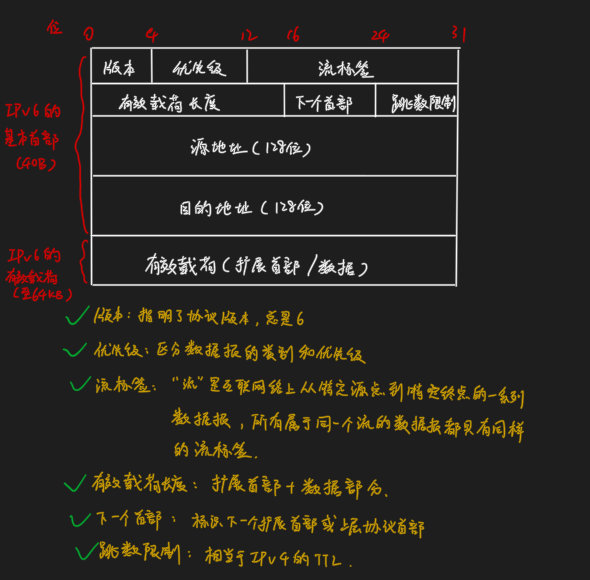 位 0 4 12 16 24 31
版本 优先级 流标签
有效载荷长度 下一个首部 跳数限制
IPv6的
基本首部
(40B)
源地址(128位)
目的地址(128位)
IPv6的
有效载荷
(至64KB)
有效载荷(扩展首部/数据)
版本:指明了协议版本,总是6
优先级:区分数据报的类别和优先级
流标签:“流”是互联网络上从特定源点到特定终点的一系列
数据报,所有属于同一个流的数据报都具有同样
的流标签.
有效载荷长度:扩展首部+数据部分.
下一个首部:标识下一个扩展首部或上层协议首部
跳数限制:相当于IPv4的TTL.